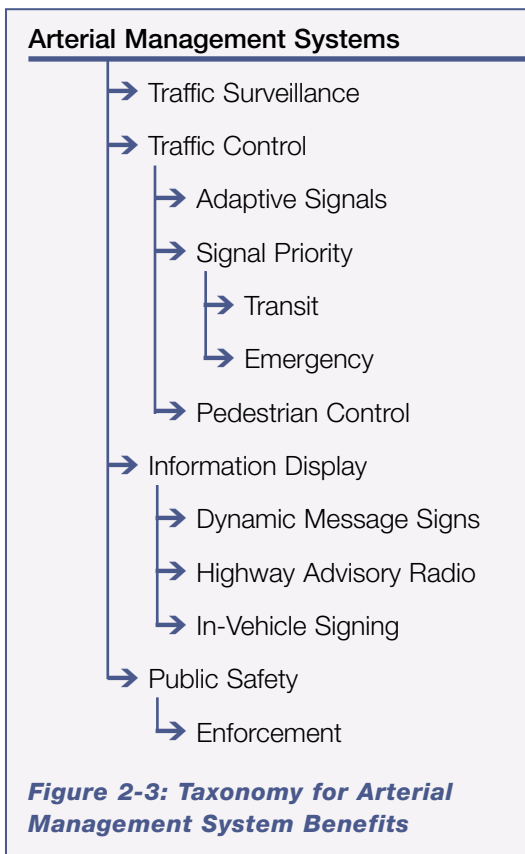 Arterial Management Systems
Traffic Surveillance
Traffic Control
Adaptive Signals
Signal Priority
Transit
Emergency
Pedestrian Control
Information Display
Dynamic Message Signs
Highway Advisory Radio
In-Vehicle Signing
Public Safety
Enforcement
Figure 2-3: Taxonomy for Arterial
Management System Benefits